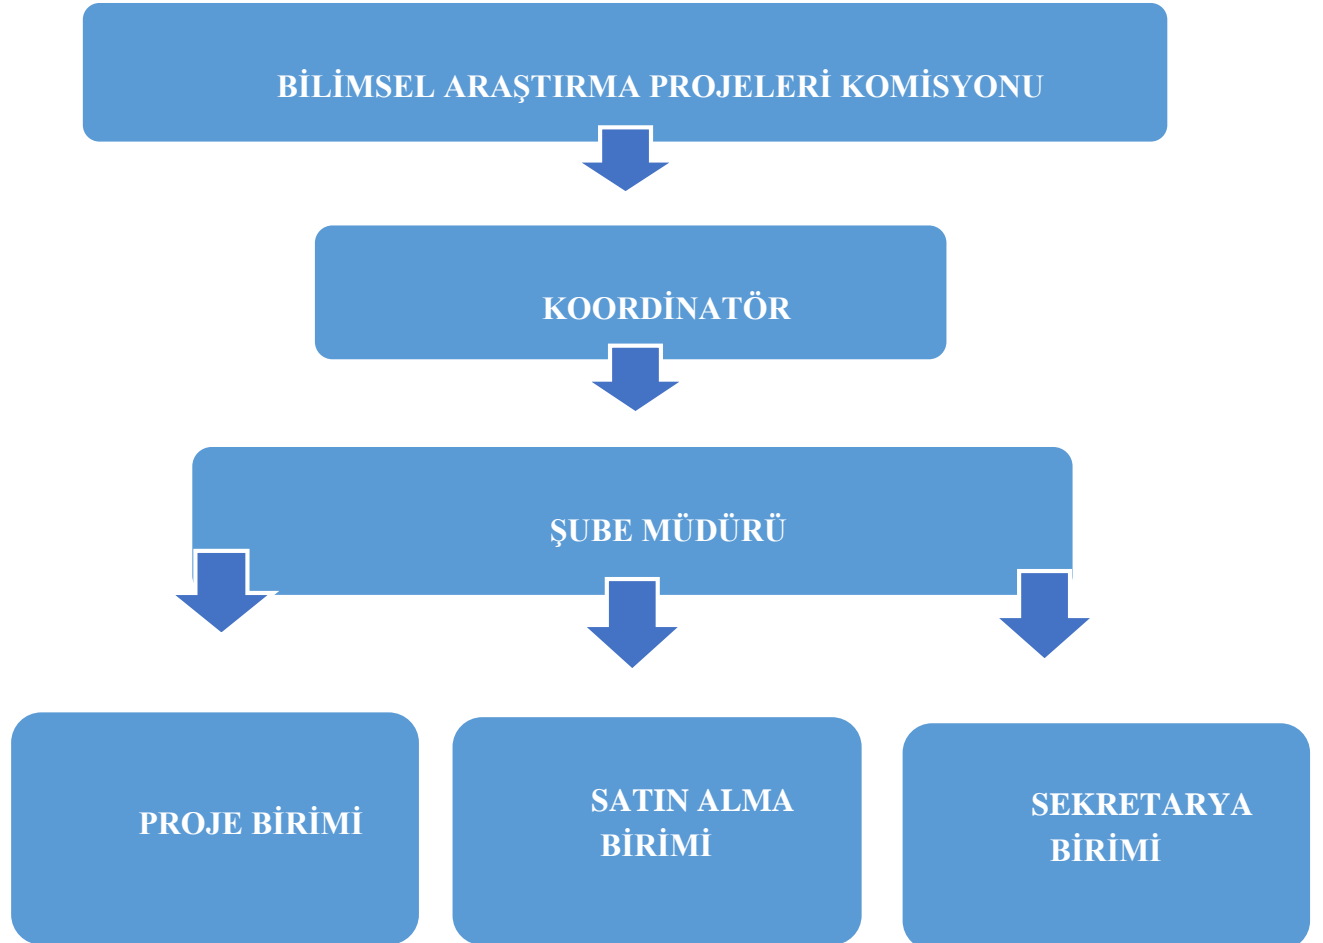 BİLİMSEL ARAŞTIRMA PROJELERİ KOMİSYONU
KOORDİNATÖR
ŞUBE MÜDÜRÜ
PROJE BİRİMİ
SATIN ALMA
BİRİMİ
SEKRETARYA
BİRİMİ